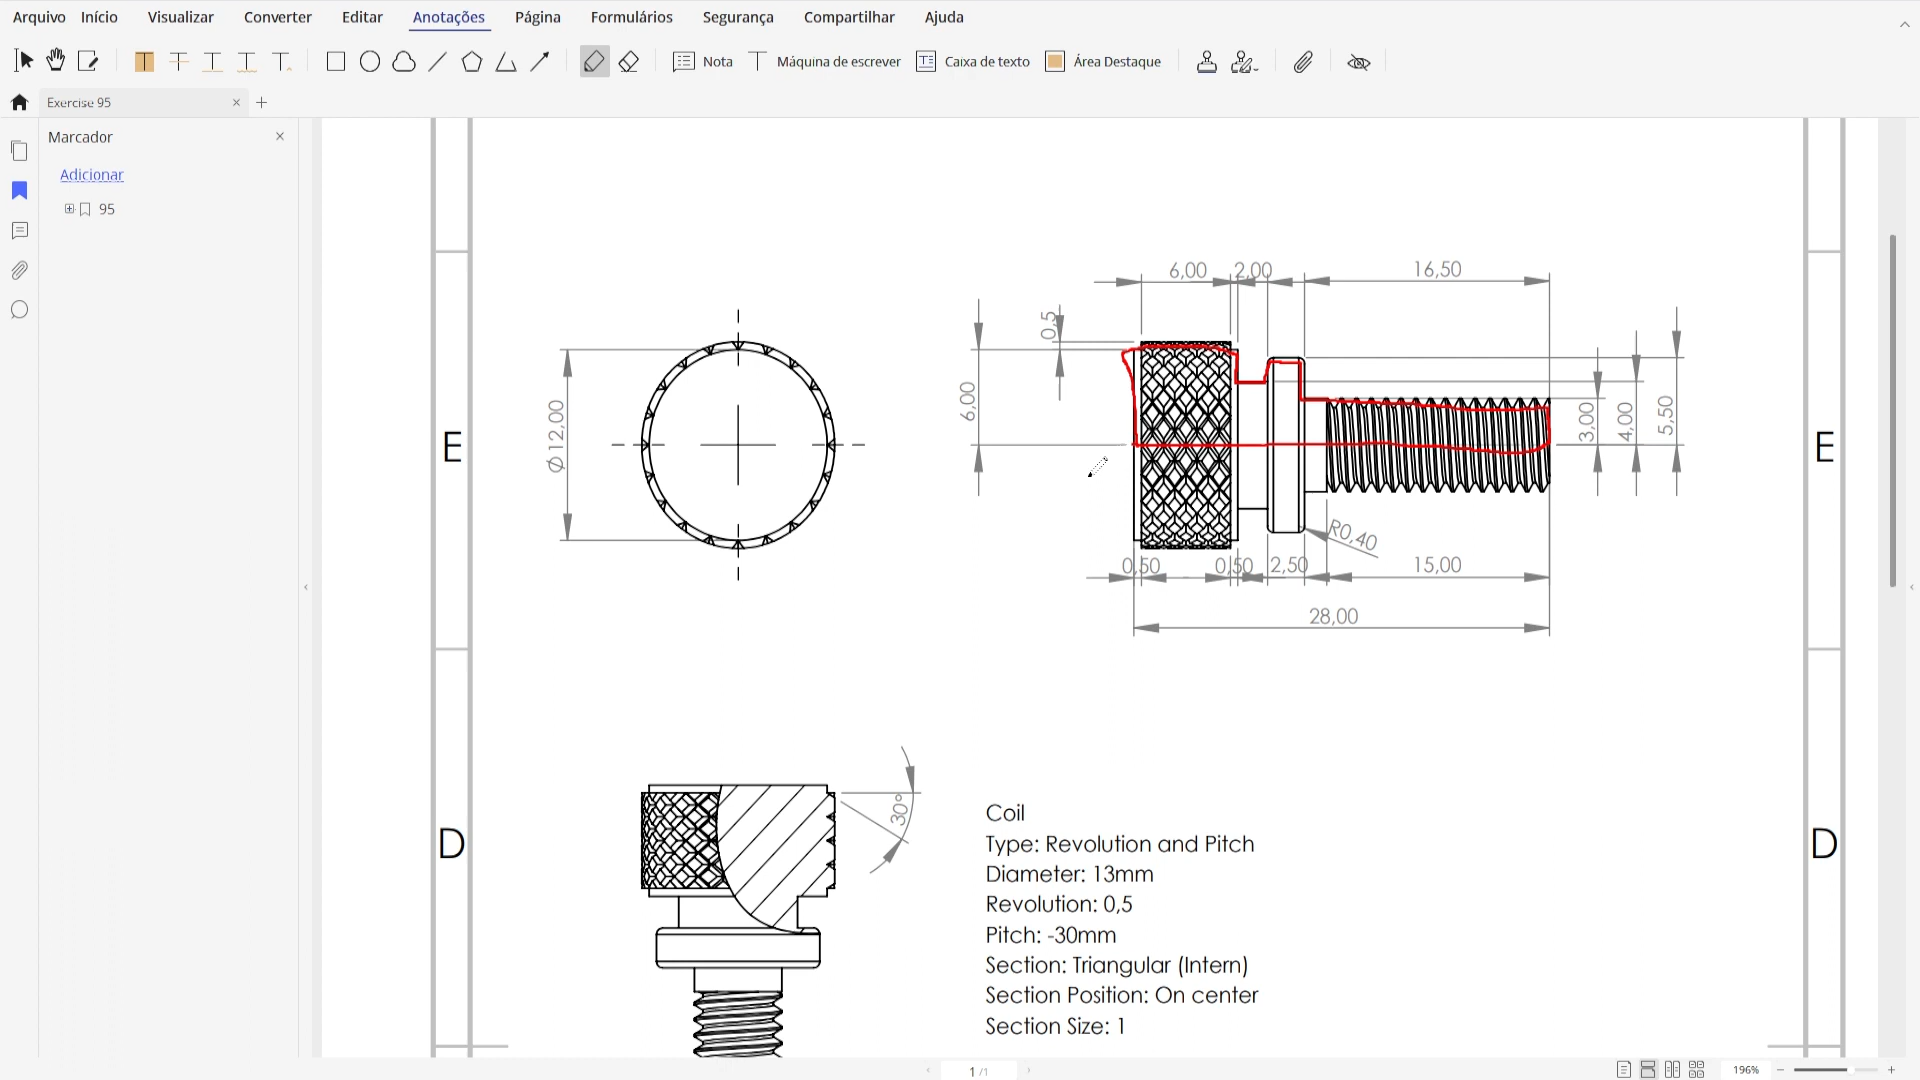 Arquivo Início Visualizar Converter Editar Anotações Página Formulários Segurança Compartilhar Ajuda
Nota Máquina de escrever Caixa de texto Área Destaque
Exercise 95
Marcador
Adicionar
95
6,00 2,00 16,50
0,5
E Ø12,00 6,00 3,00 4,00 5,50 E
R0,40
0,50 0,50 2,50 15,00
28,00
30°
D D
Coil
Type: Revolution and Pitch
Diameter: 13mm
Revolution: 0,5
Pitch: -30mm
Section: Triangular (Intern)
Section Position: On center
Section Size: 1
1 /1 196%